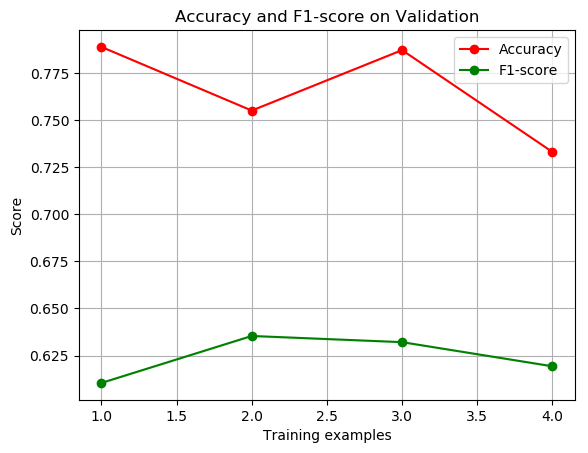 Accuracy and F1-score on Validation
Accuracy
F1-score
Score
0.775
0.750
0.725
0.700
0.675
0.650
0.625
1.0 1.5 2.0 2.5 3.0 3.5 4.0
Training examples